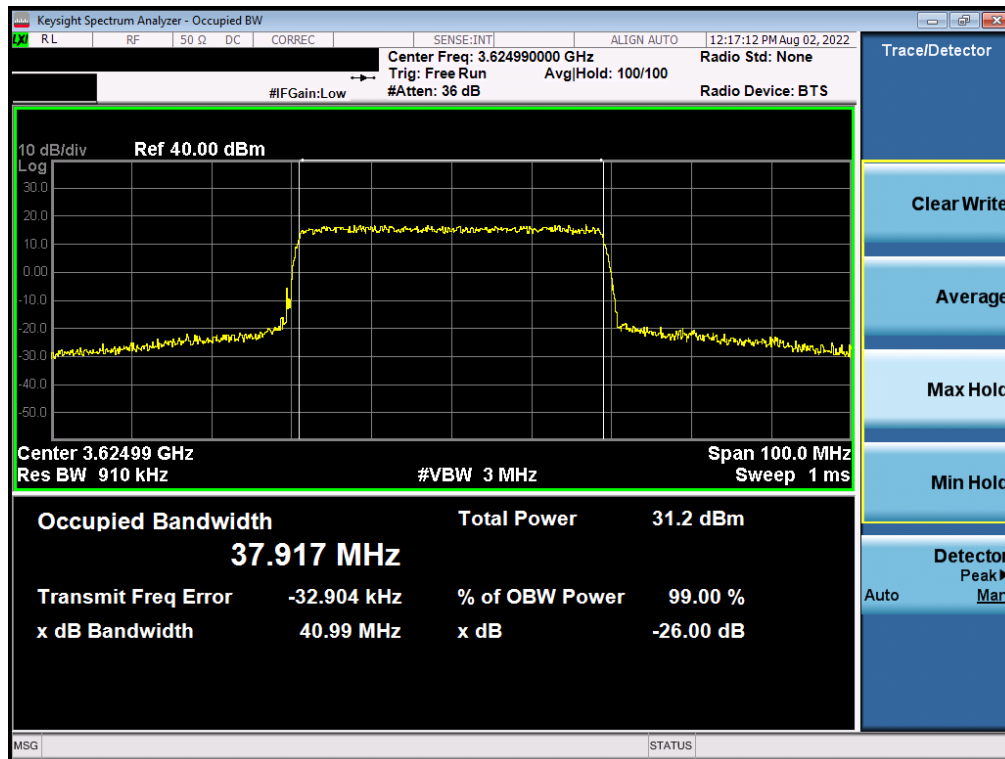 Keysight Spectrum Analyzer - Occupied BW
LXI RL RF 50 Ω DC CORREC SENSE:INT ALIGN AUTO 12:17:12 PM Aug 02, 2022
Center Freq: 3.624990000 GHz Radio Std: None
Trig: Free Run Avg|Hold: 100/100
#IFGain:Low #Atten: 36 dB Radio Device: BTS
10 dB/div Ref 40.00 dBm
Log
30.0
20.0
10.0
0.00
-10.0
-20.0
-30.0
-40.0
-50.0
Center 3.62499 GHz Span 100.0 MHz
Res BW 910 kHz #VBW 3 MHz Sweep 1 ms
Occupied Bandwidth Total Power 31.2 dBm
37.917 MHz
Transmit Freq Error -32.904 kHz % of OBW Power 99.00 %
x dB Bandwidth 40.99 MHz x dB -26.00 dB
MSG STATUS
Trace/Detector
Clear Write
Average
Max Hold
Min Hold
Detector
Peak▶
Auto Man